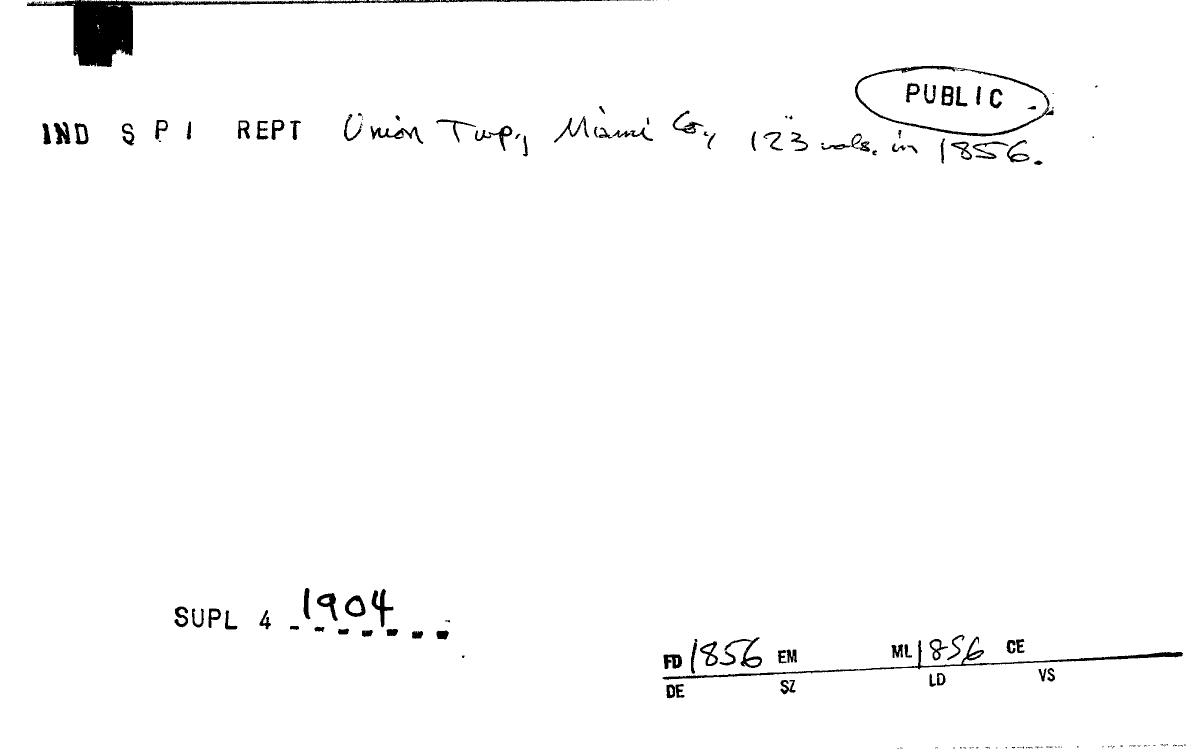 PUBLIC
IND S P I REPT Union Twp., Miami Co., 123 vols. in 1856.
SUPL 4 1904
FD 1856 EM ML 1856 CE
DE SZ LD VS